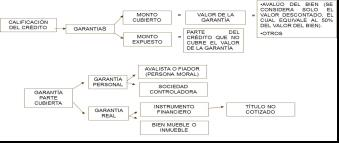 CALIFICACIÓN
DEL CRÉDITO
GARANTIAS
MONTO
CUBIERTO
=
VALOR DE LA
GARANTÍA
=
•AVALÚO DEL BIEN (SE
CONSIDERA SOLO EL
VALOR DESCONTADO, EL
CUAL EQUIVALE AL 50%
DEL VALOR DEL BIEN).
•OTROS
MONTO
EXPUESTO
=
PARTE DEL
CRÉDITO QUE NO
CUBRE EL VALOR
DE LA GARANTÍA
GARANTÍA
PARTE
CUBIERTA
GARANTIA
PERSONAL
AVALISTA O FIADOR
(PERSONA MORAL)
SOCIEDAD
CONTROLADORA
GARANTIA
REAL
INSTRUMENTO
FINANCIERO
TÍTULO NO
COTIZADO
BIEN MUEBLE O
INMUEBLE